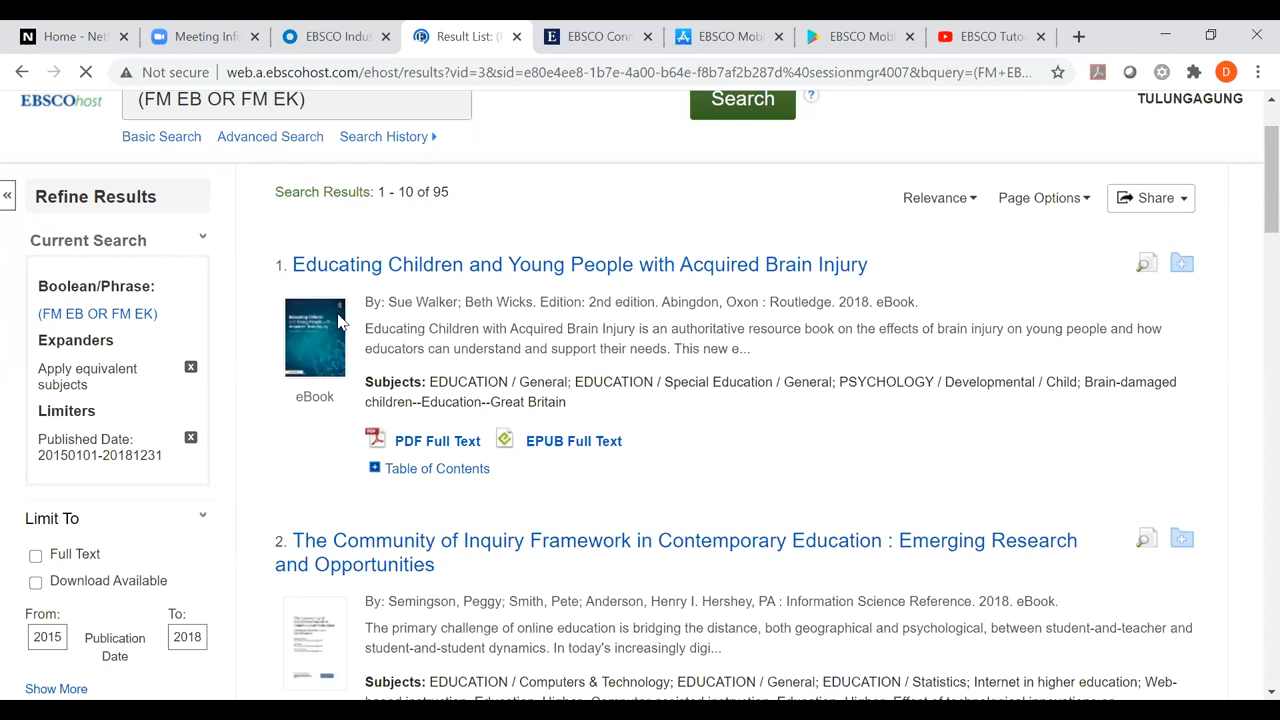 Home - Netf
Meeting Info
EBSCO Indus
Result List: (F
EBSCO Conn
EBSCO Mobi
EBSCO Mobi
EBSCO Tutor
Not secure web.a.ebscohost.com/ehost/results?vid=3&sid=e80e4ee8-1b7e-4a00-b64e-f8b7af2b287d%40sessionmgr4007&bquery=(FM+EB...
D
EBSCOhost
(FM EB OR FM EK)
Search
?
TULUNGAGUNG
Basic Search Advanced Search Search History
«
Refine Results
Search Results: 1 - 10 of 95
Relevance Page Options Share
Current Search
Boolean/Phrase:
(FM EB OR FM EK)
Expanders
Apply equivalent
subjects
x
Limiters
Published Date:
20150101-20181231
x
Limit To
Full Text
Download Available
From: To:
2015 Publication Date 2018
Show More
1. Educating Children and Young People with Acquired Brain Injury
By: Sue Walker; Beth Wicks. Edition: 2nd edition. Abingdon, Oxon : Routledge. 2018. eBook.
Educating Children with Acquired Brain Injury is an authoritative resource book on the effects of brain injury on young people and how
educators can understand and support their needs. This new e...
eBook
Subjects: EDUCATION / General; EDUCATION / Special Education / General; PSYCHOLOGY / Developmental / Child; Brain-damaged
children--Education--Great Britain
PDF Full Text EPUB Full Text
Table of Contents
2. The Community of Inquiry Framework in Contemporary Education : Emerging Research
and Opportunities
By: Semingson, Peggy; Smith, Pete; Anderson, Henry I. Hershey, PA : Information Science Reference. 2018. eBook.
The primary challenge of online education is bridging the distance, both geographical and psychological, between student-and-teacher and
student-and-student dynamics. In today's increasingly digi...
Subjects: EDUCATION / Computers & Technology; EDUCATION / General; EDUCATION / Statistics; Internet in higher education; Web-